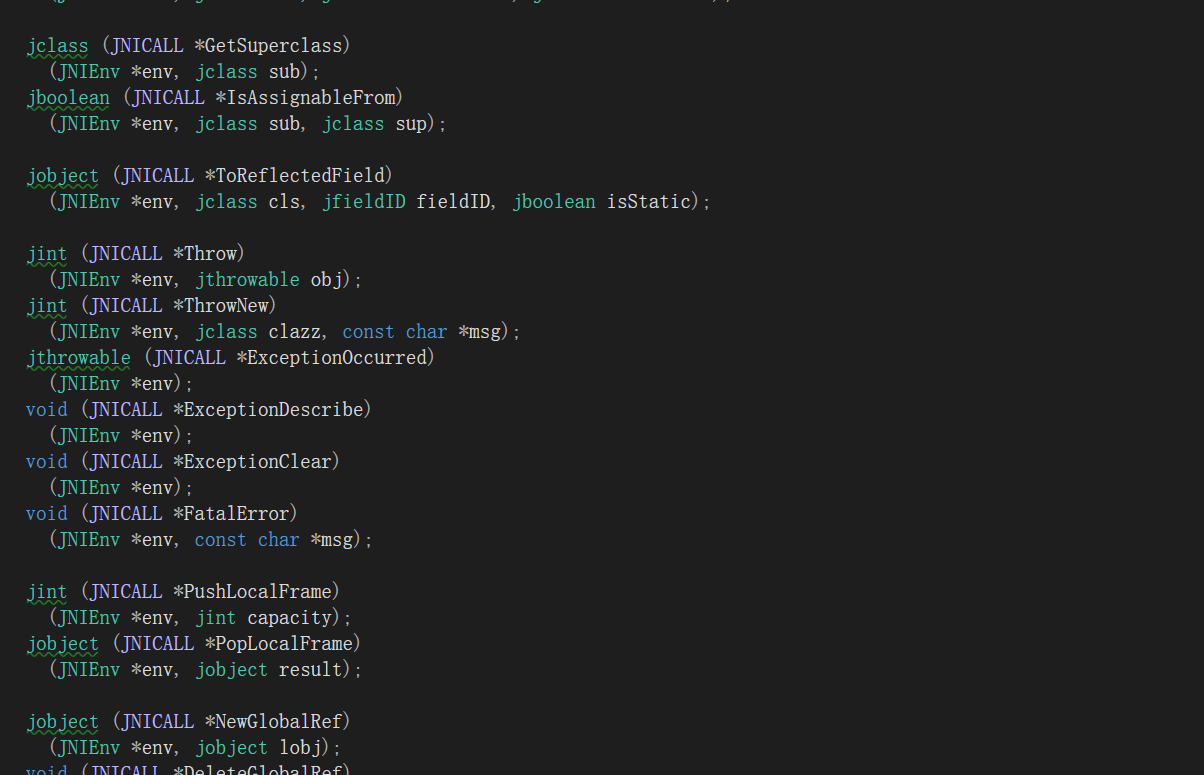 jclass (JNICALL *GetSuperclass)
  (JNIEnv *env, jclass sub);
jboolean (JNICALL *IsAssignableFrom)
  (JNIEnv *env, jclass sub, jclass sup);
jobject (JNICALL *ToReflectedField)
  (JNIEnv *env, jclass cls, jfieldID fieldID, jboolean isStatic);
jint (JNICALL *Throw)
  (JNIEnv *env, jthrowable obj);
jint (JNICALL *ThrowNew)
  (JNIEnv *env, jclass clazz, const char *msg);
jthrowable (JNICALL *ExceptionOccurred)
  (JNIEnv *env);
void (JNICALL *ExceptionDescribe)
  (JNIEnv *env);
void (JNICALL *ExceptionClear)
  (JNIEnv *env);
void (JNICALL *FatalError)
  (JNIEnv *env, const char *msg);
jint (JNICALL *PushLocalFrame)
  (JNIEnv *env, jint capacity);
jobject (JNICALL *PopLocalFrame)
  (JNIEnv *env, jobject result);
jobject (JNICALL *NewGlobalRef)
  (JNIEnv *env, jobject lobj);
void (JNICALL *DeleteGlobalRef)